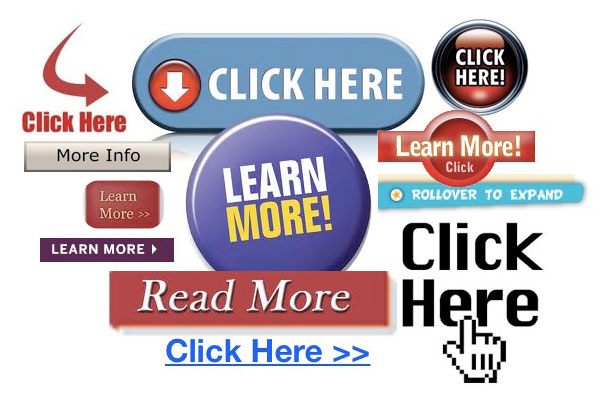 CLICK HERE
CLICK
HERE!
Click Here
More Info
Learn More!
Click
LEARN
MORE!
Learn
More >>
ROLLOVER TO EXPAND
LEARN MORE
Click
Here
Read More
Click Here >>